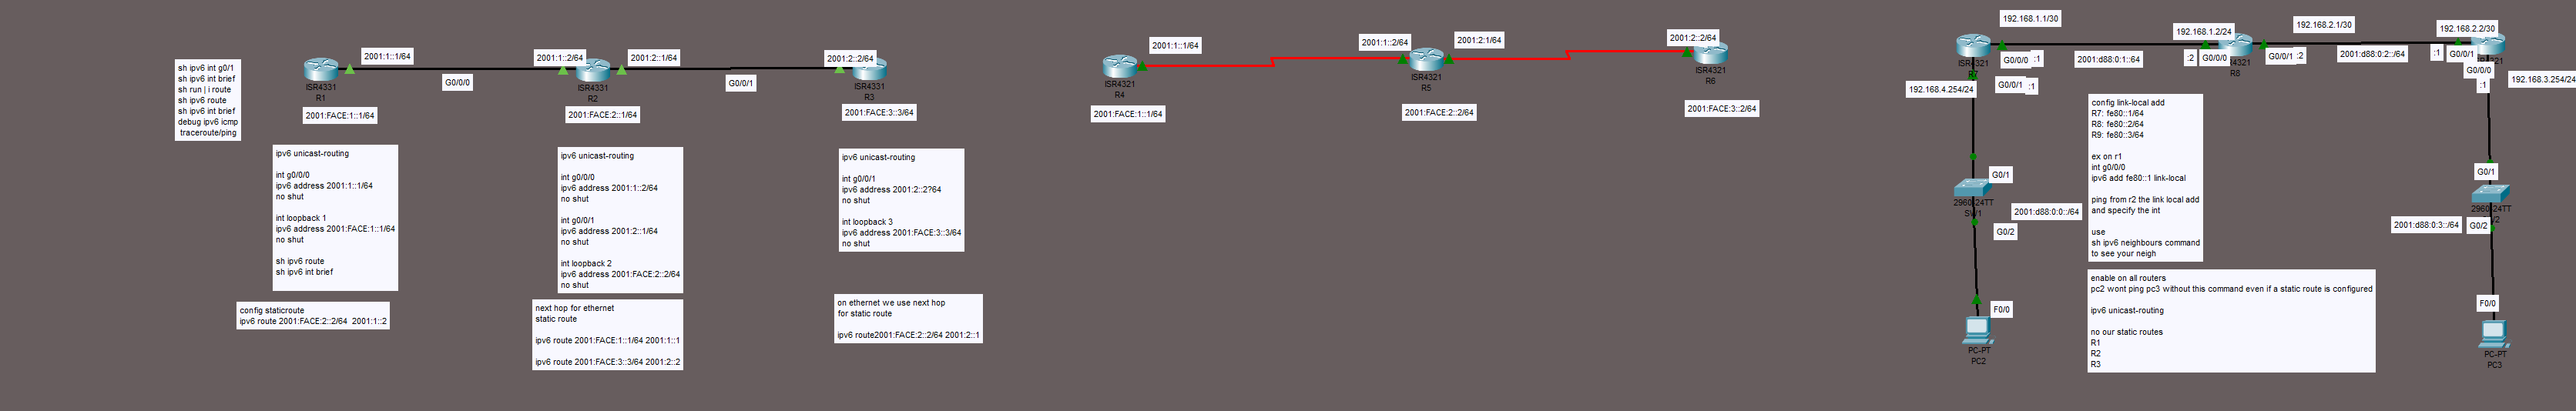 sh ipv6 int g0/1
sh ipv6 int brief
sh run | i route
sh ipv6 route
sh ipv6 int brief
debug ipv6 icmp
traceroute/ping
2001:1::1/64
ISR4331
R1
2001:FACE:1::1/64
G0/0/0
2001:1::2/64
2001:2::1/64
ISR4331
R2
2001:FACE:2::1/64
G0/0/1
2001:2::2/64
ISR4331
R3
2001:FACE:3::3/64
ipv6 unicast-routing
int g0/0/0
ipv6 address 2001:1::1/64
no shut
int loopback 1
ipv6 address 2001:FACE:1::1/64
no shut
sh ipv6 route
sh ipv6 int brief
config staticroute
ipv6 route 2001:FACE:2::2/64 2001:1::2
ipv6 unicast-routing
int g0/0/0
ipv6 address 2001:1::2/64
no shut
int g0/0/1
ipv6 address 2001:2::1/64
no shut
int loopback 2
ipv6 address 2001:FACE:2::2/64
no shut
next hop for ethernet
static route
ipv6 route 2001:FACE:1::1/64 2001:1::1
ipv6 route 2001:FACE:3::3/64 2001:2::2
ipv6 unicast-routing
int g0/0/1
ipv6 address 2001:2::2?64
no shut
int loopback 3
ipv6 address 2001:FACE:3::3/64
no shut
on ethernet we use next hop
for static route
ipv6 route2001:FACE:2::2/64 2001:2::1
2001:1::1/64
ISR4321
R4
2001:FACE:1::1/64
2001:1::2/64
2001:2:1/64
ISR4321
R5
2001:FACE:2::2/64
2001:2::2/64
ISR4321
R6
2001:FACE:3::2/64
192.168.1.1/30
ISR4321
R7
G0/0/0
:1
G0/0/1
:1
192.168.4.254/24
2001:d88:0:1::64
192.168.1.2/24
:2
G0/0/0
R8
G0/0/1
:2
192.168.2.1/30
2001:d88:0:2::/64
192.168.2.2/30
:1
G0/0/1
G0/0/0
:1
192.168.3.254/24
config link-local add
R7: fe80::1/64
R8: fe80::2/64
R9: fe80::3/64
ex on r1
int g0/0/0
ipv6 add fe80::1 link-local
ping from r2 the link local add
and specify the int
use
sh ipv6 neighbours command
to see your neigh
enable on all routers
pc2 wont ping pc3 without this command even if a static route is configured
ipv6 unicast-routing
no our static routes
R1
R2
R3
G0/1
2960-24TT
2001:d88:0:0::/64
G0/2
F0/0
PC-PT
PC2
G0/1
2001:d88:0:3::/64
G0/2
F0/0
PC-PT
PC3